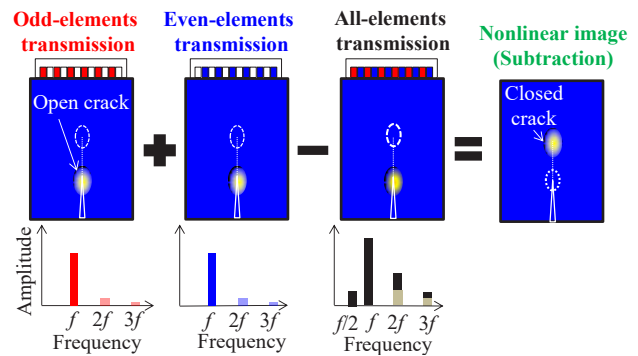 Odd-elements
transmission
Even-elements
transmission
All-elements
transmission
Nonlinear image
(Subtraction)
Open crack
Closed
crack
Amplitude
f 2f 3f
Frequency
f 2f 3f
Frequency
f/2 f 2f 3f
Frequency